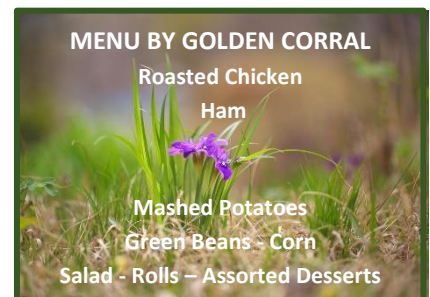 MENU BY GOLDEN CORRAL
Roasted Chicken
Ham
Mashed Potatoes
Green Beans - Corn
Salad - Rolls – Assorted Desserts